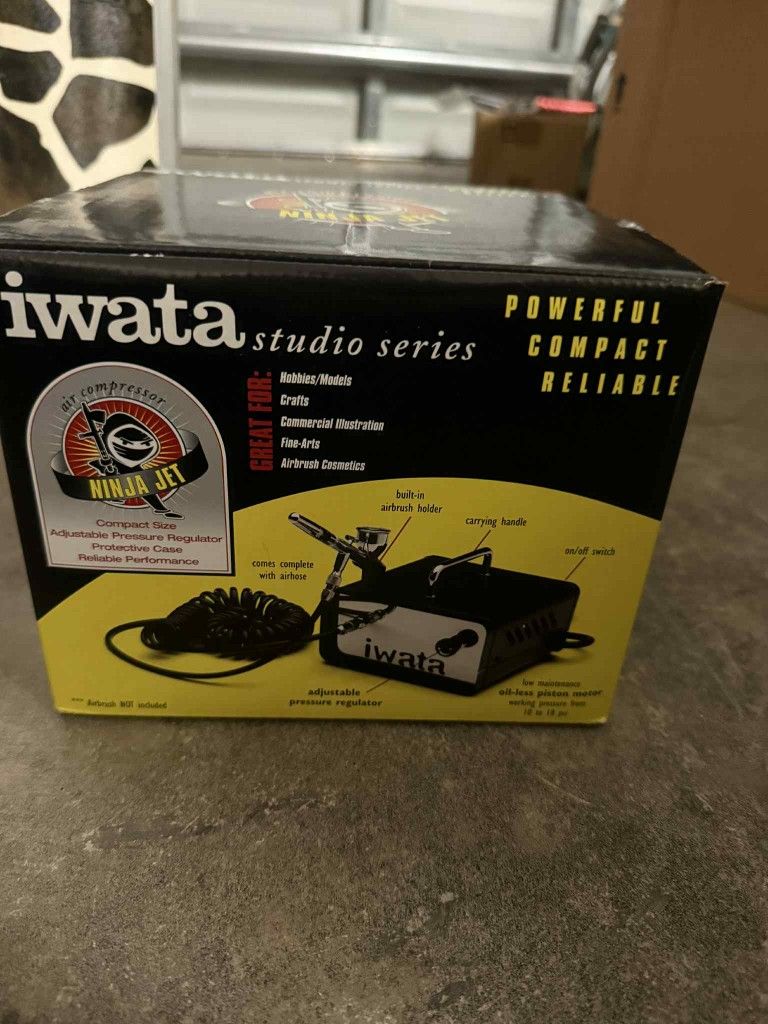 NINJA JET
iwata studio series
POWERFUL
COMPACT
RELIABLE
air compressor
NINJA JET
Compact Size
Adjustable Pressure Regulator
Protective Case
Reliable Performance
GREAT FOR:
Hobbies/Models
Crafts
Commercial Illustration
Fine-Arts
Airbrush Cosmetics
built-in
airbrush holder
carrying handle
on/off switch
comes complete
with airhose
iwata
adjustable
pressure regulator
low maintenance
oil-less piston motor
working pressure from
*** Airbrush NOT included